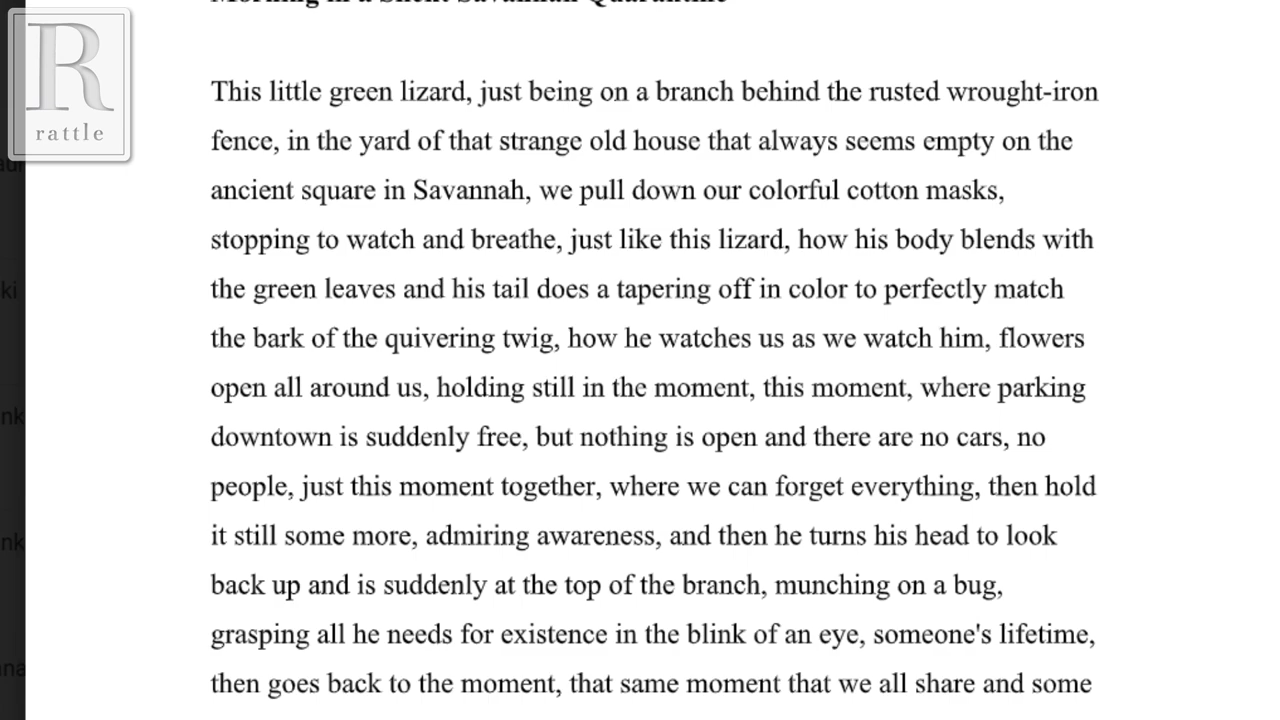 Morning in a Silent Savannah Quarantine
R
rattle
This little green lizard, just being on a branch behind the rusted wrought-iron
fence, in the yard of that strange old house that always seems empty on the
ancient square in Savannah, we pull down our colorful cotton masks,
stopping to watch and breathe, just like this lizard, how his body blends with
the green leaves and his tail does a tapering off in color to perfectly match
the bark of the quivering twig, how he watches us as we watch him, flowers
open all around us, holding still in the moment, this moment, where parking
downtown is suddenly free, but nothing is open and there are no cars, no
people, just this moment together, where we can forget everything, then hold
it still some more, admiring awareness, and then he turns his head to look
back up and is suddenly at the top of the branch, munching on a bug,
grasping all he needs for existence in the blink of an eye, someone's lifetime,
then goes back to the moment, that same moment that we all share and some